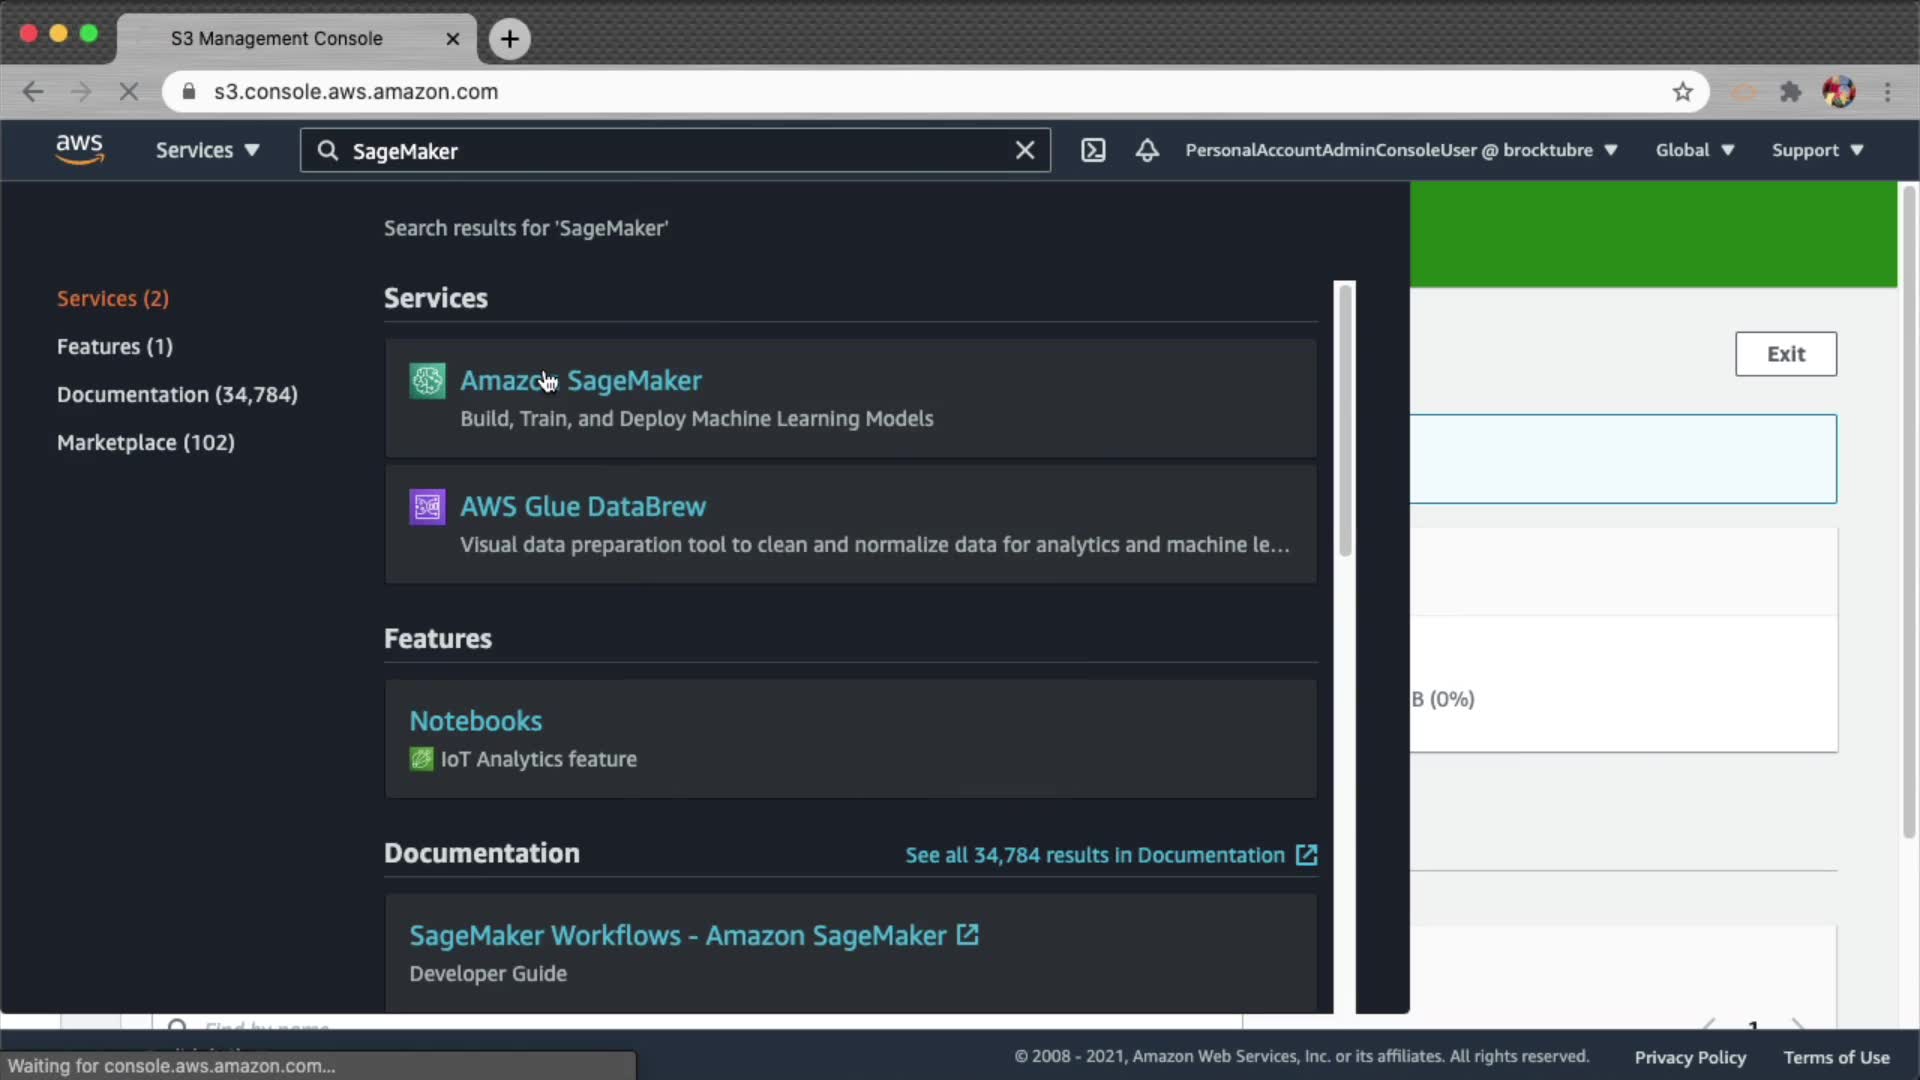 S3 Management Console
s3.console.aws.amazon.com
aws
Services
SageMaker
PersonalAccountAdminConsoleUser @ brocktubre
Global
Support
Search results for 'SageMaker'
Services (2)
Features (1)
Documentation (34,784)
Marketplace (102)
Services
Amazon SageMaker
Build, Train, and Deploy Machine Learning Models
AWS Glue DataBrew
Visual data preparation tool to clean and normalize data for analytics and machine le...
Features
Notebooks
IoT Analytics feature
Documentation
See all 34,784 results in Documentation
SageMaker Workflows - Amazon SageMaker
Developer Guide
Exit
B (0%)
Find by name
1
© 2008 - 2021, Amazon Web Services, Inc. or its affiliates. All rights reserved.
Privacy Policy
Terms of Use
Waiting for console.aws.amazon.com...